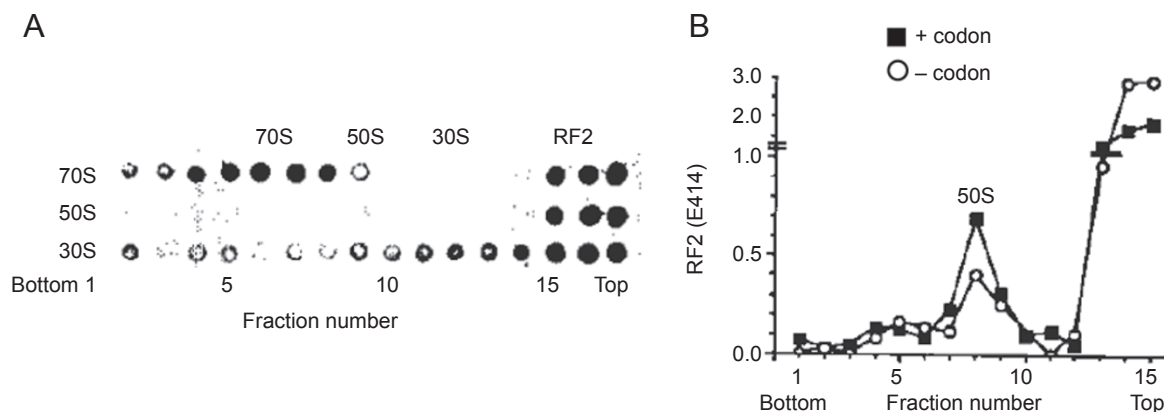 A
70S 50S 30S RF2
70S
50S
30S
Bottom 1 5 10 15 Top
Fraction number
B
+ codon
– codon
3.0
2.0
1.0
0.5
0.0
RF2 (E414)
50S
1 5 10 15
Bottom Fraction number Top